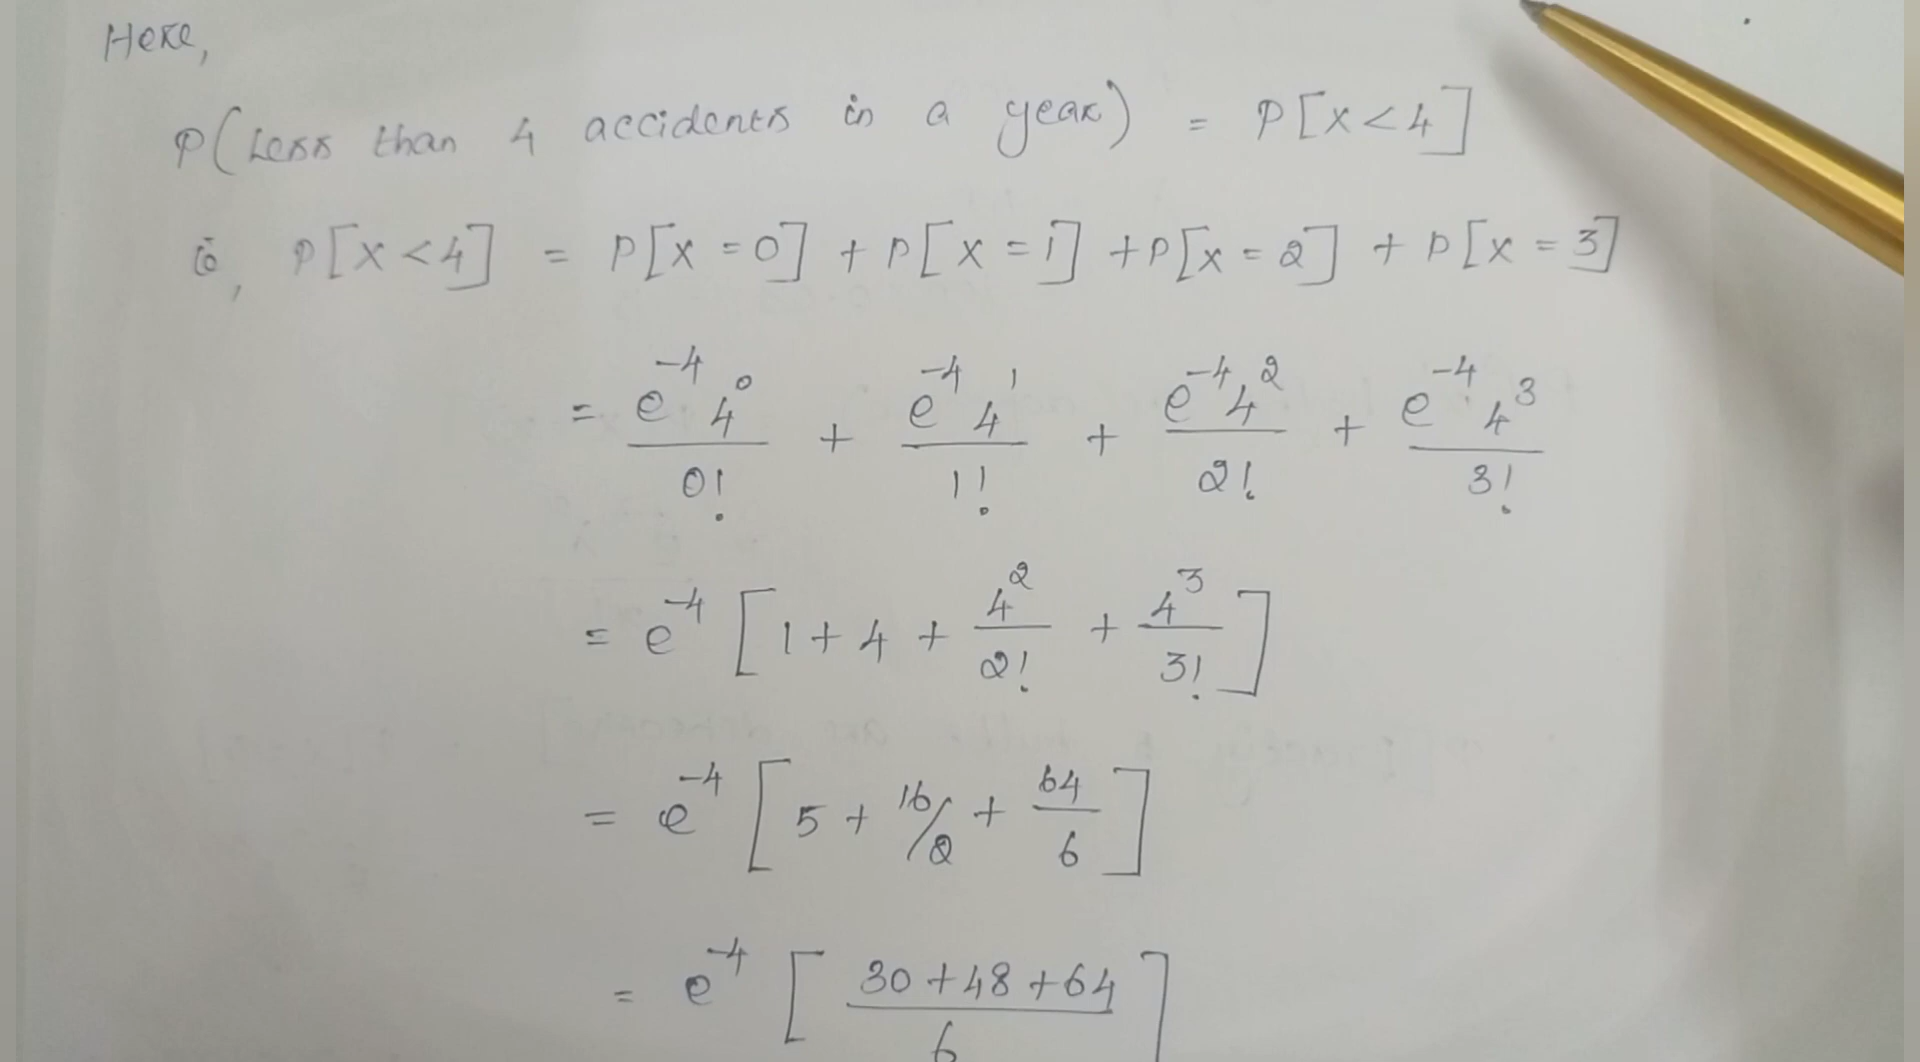 Here,
P(Less than 4 accidents in a year) = P[X<4]
P[X<4] = P[X=0] + P[X=1] + P[X=2] + P[X=3]
= e^-4 4^0 / 0! + e^-4 4^1 / 1! + e^-4 4^2 / 2! + e^-4 4^3 / 3!
= e^-4 [1 + 4 + 4^2 / 2! + 4^3 / 3!]
= e^-4 [5 + 16/2 + 64/6]
= e^-4 [30 + 48 + 64 / 6]